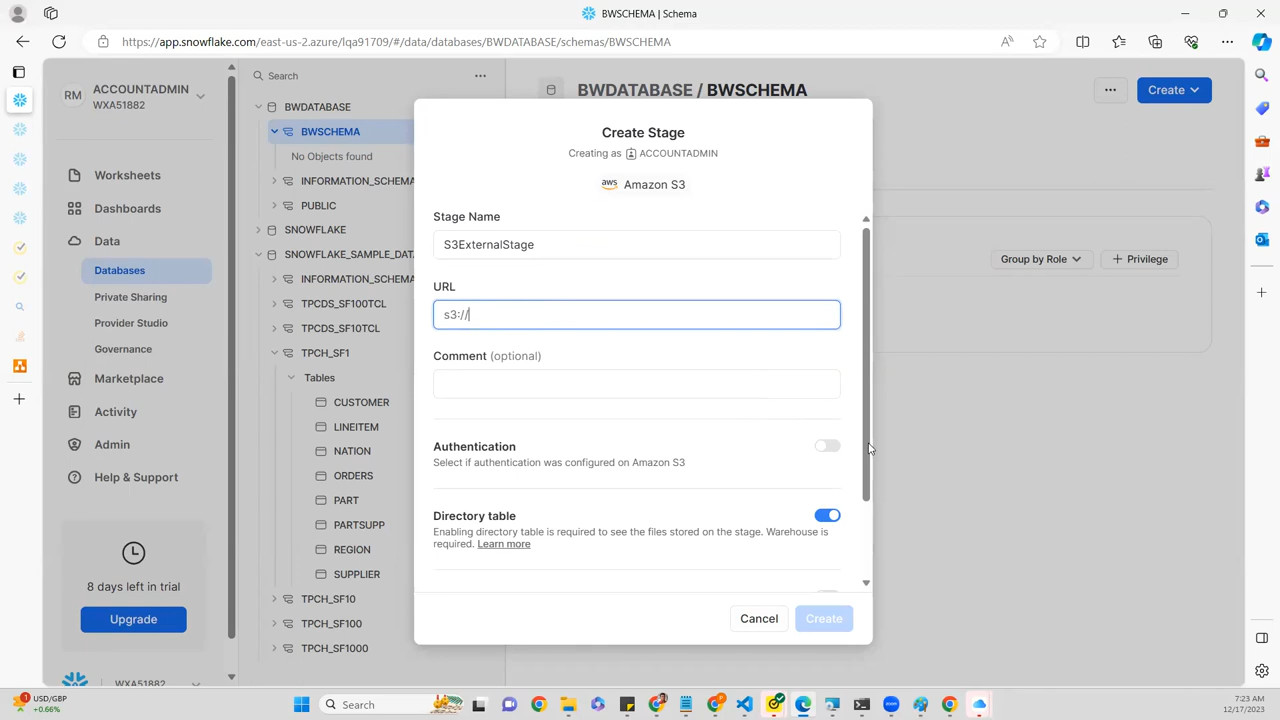 BWSCHEMA | Schema
https://app.snowflake.com/east-us-2.azure/lqa91709/#/data/databases/BWDATABASE/schemas/BWSCHEMA
RM
ACCOUNTADMIN
WXA51882
Worksheets
Dashboards
Data
Databases
Private Sharing
Provider Studio
Governance
Marketplace
Activity
Admin
Help & Support
8 days left in trial
Upgrade
WXA51882
Search
BWDATABASE
BWSCHEMA
No Objects found
INFORMATION_SCHEMA
PUBLIC
SNOWFLAKE
SNOWFLAKE_SAMPLE_DAT
INFORMATION_SCHEMA
TPCDS_SF100TCL
TPCDS_SF10TCL
TPCH_SF1
Tables
CUSTOMER
LINEITEM
NATION
ORDERS
PART
PARTSUPP
REGION
SUPPLIER
TPCH_SF10
TPCH_SF100
TPCH_SF1000
BWDATABASE / BWSCHEMA
Create
Group by Role
+ Privilege
Create Stage
Creating as ACCOUNTADMIN
aws Amazon S3
Stage Name
S3ExternalStage
URL
s3://
Comment (optional)
Authentication
Select if authentication was configured on Amazon S3
Directory table
Enabling directory table is required to see the files stored on the stage. Warehouse is
required. Learn more
Cancel
Create
1
USD/GBP
+0.66%
Search
7:23 AM
12/17/2023